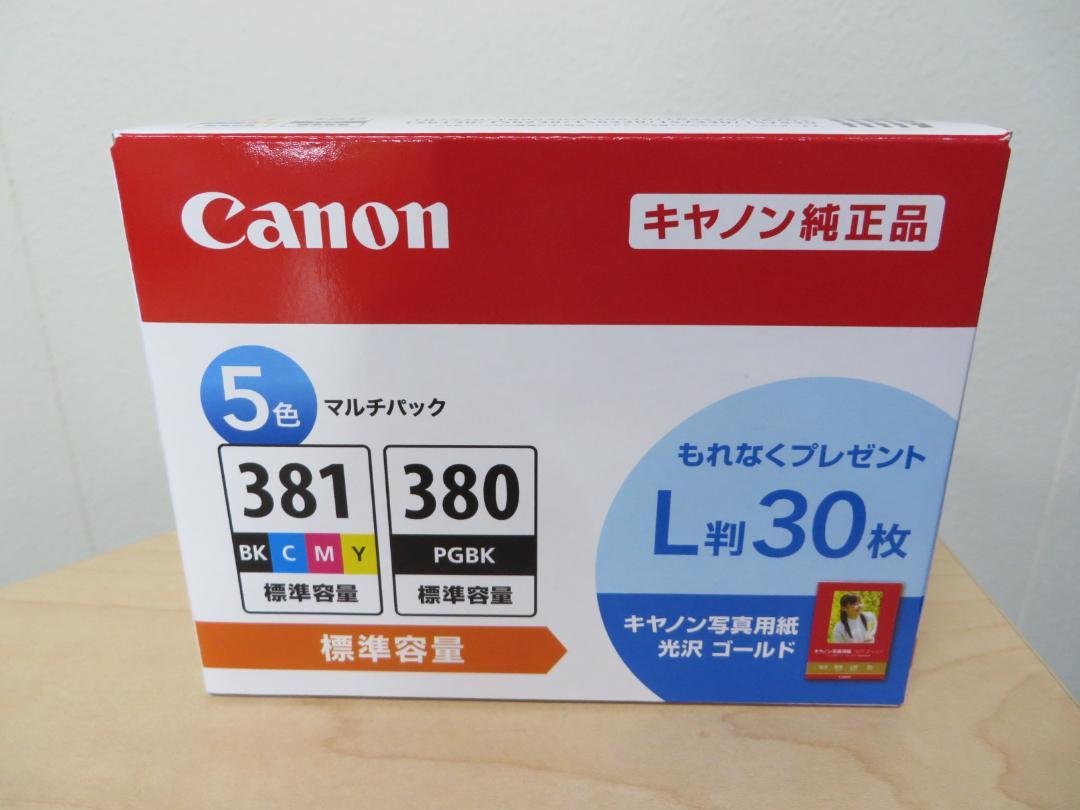 Canon
キヤノン純正品
5色 マルチパック
381
BK C M Y
標準容量
380
PGBK
標準容量
標準容量
もれなくプレゼント
L判30枚
キヤノン写真用紙
光沢 ゴールド